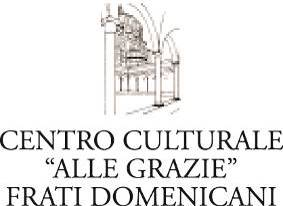 CENTRO CULTURALE
“ALLE GRAZIE”
FRATI DOMENICANI